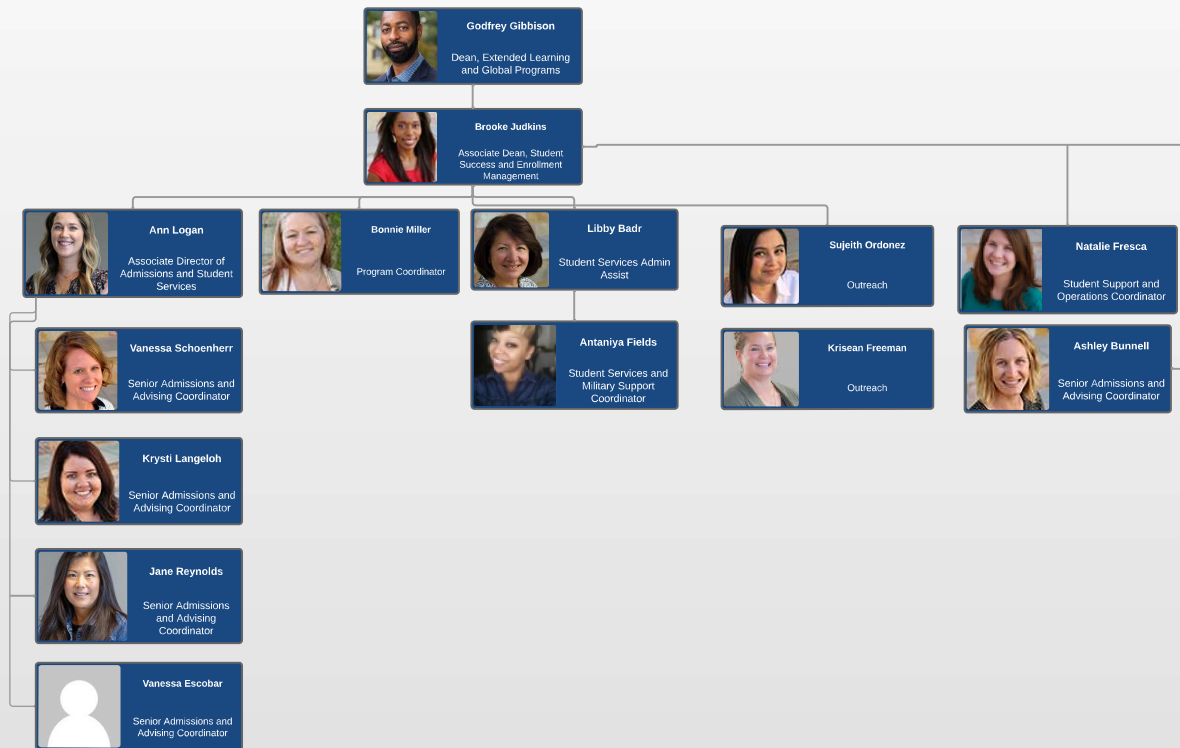 Godfrey Gibbison
Dean, Extended Learning
and Global Programs
Brooke Judkins
Associate Dean, Student
Success and Enrollment
Management
Ann Logan
Associate Director of
Admissions and Student
Services
Bonnie Miller
Program Coordinator
Libby Badr
Student Services Admin
Assist
Sujeith Ordonez
Outreach
Natalie Fresca
Student Support and
Operations Coordinator
Vanessa Schoenherr
Senior Admissions and
Advising Coordinator
Antaniya Fields
Student Services and
Military Support
Coordinator
Krisean Freeman
Outreach
Ashley Bunnell
Senior Admissions and
Advising Coordinator
Krysti Langeloh
Senior Admissions and
Advising Coordinator
Jane Reynolds
Senior Admissions
and Advising
Coordinator
Vanessa Escobar
Senior Admissions and
Advising Coordinator